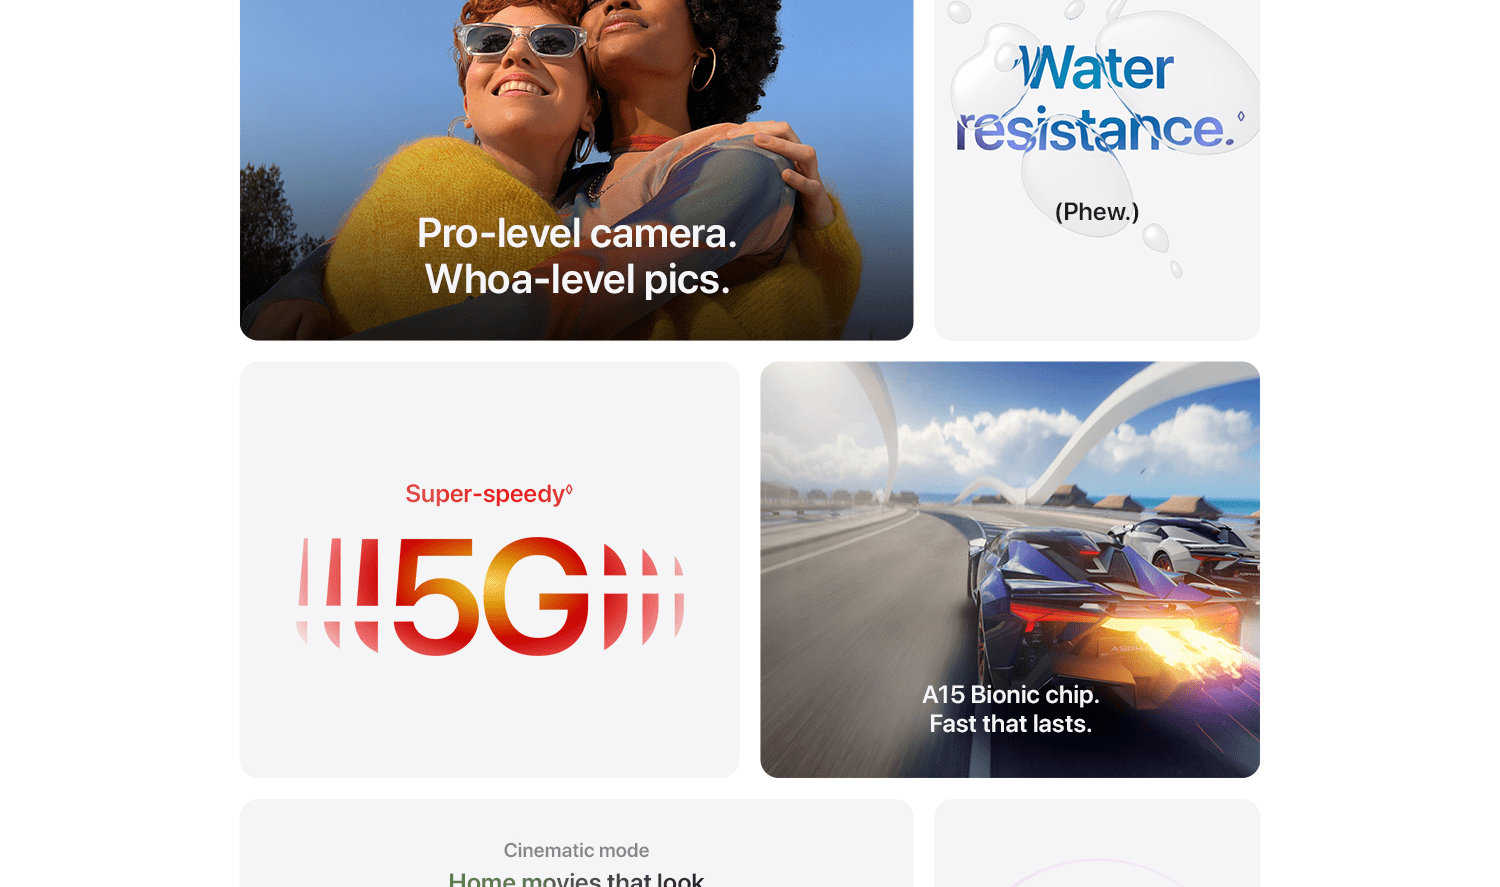 Pro-level camera.
Whoa-level pics.
Water
resistance.◊
(Phew.)
Super-speedy◊
5G
A15 Bionic chip.
Fast that lasts.
Cinematic mode
Home movies that look